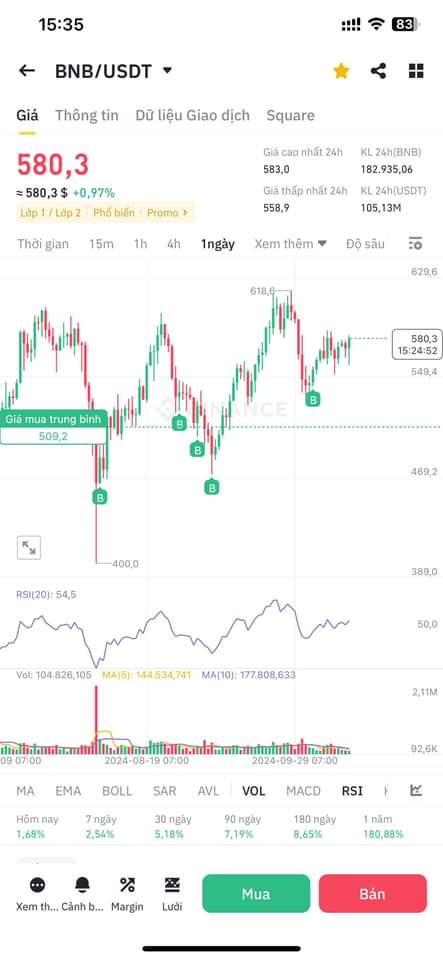 15:35
83
BNB/USDT
Giá Thông tin Dữ liệu Giao dịch Square
580,3
≈ 580,3 $ +0,97%
Lớp 1 / Lớp 2 · Phổ biến · Promo >
Giá cao nhất 24h KL 24h(BNB)
583,0 182.935,06
Giá thấp nhất 24h KL 24h(USDT)
558,9 105,13M
Thời gian 15m 1h 4h 1ngày Xem thêm Độ sâu
629,6
618,6
580,3
15:24:52
549,4
BINANCE
Giá mua trung bình
509,2
B
B
B
B
B
469,2
400,0
389,0
RSI(20): 54,5
50,0
Vol: 104.826,105 MA(5): 144.534,741 MA(10): 177.808,633
2,11M
92,6K
09 07:00 2024-08-19 07:00 2024-09-29 07:00
MA EMA BOLL SAR AVL VOL MACD RSI
Hôm nay 7 ngày 30 ngày 90 ngày 180 ngày 1 năm
1,68% 2,54% 5,18% 7,19% 8,65% 180,88%
Xem th... Cảnh b... Margin Lưới
Mua
Bán